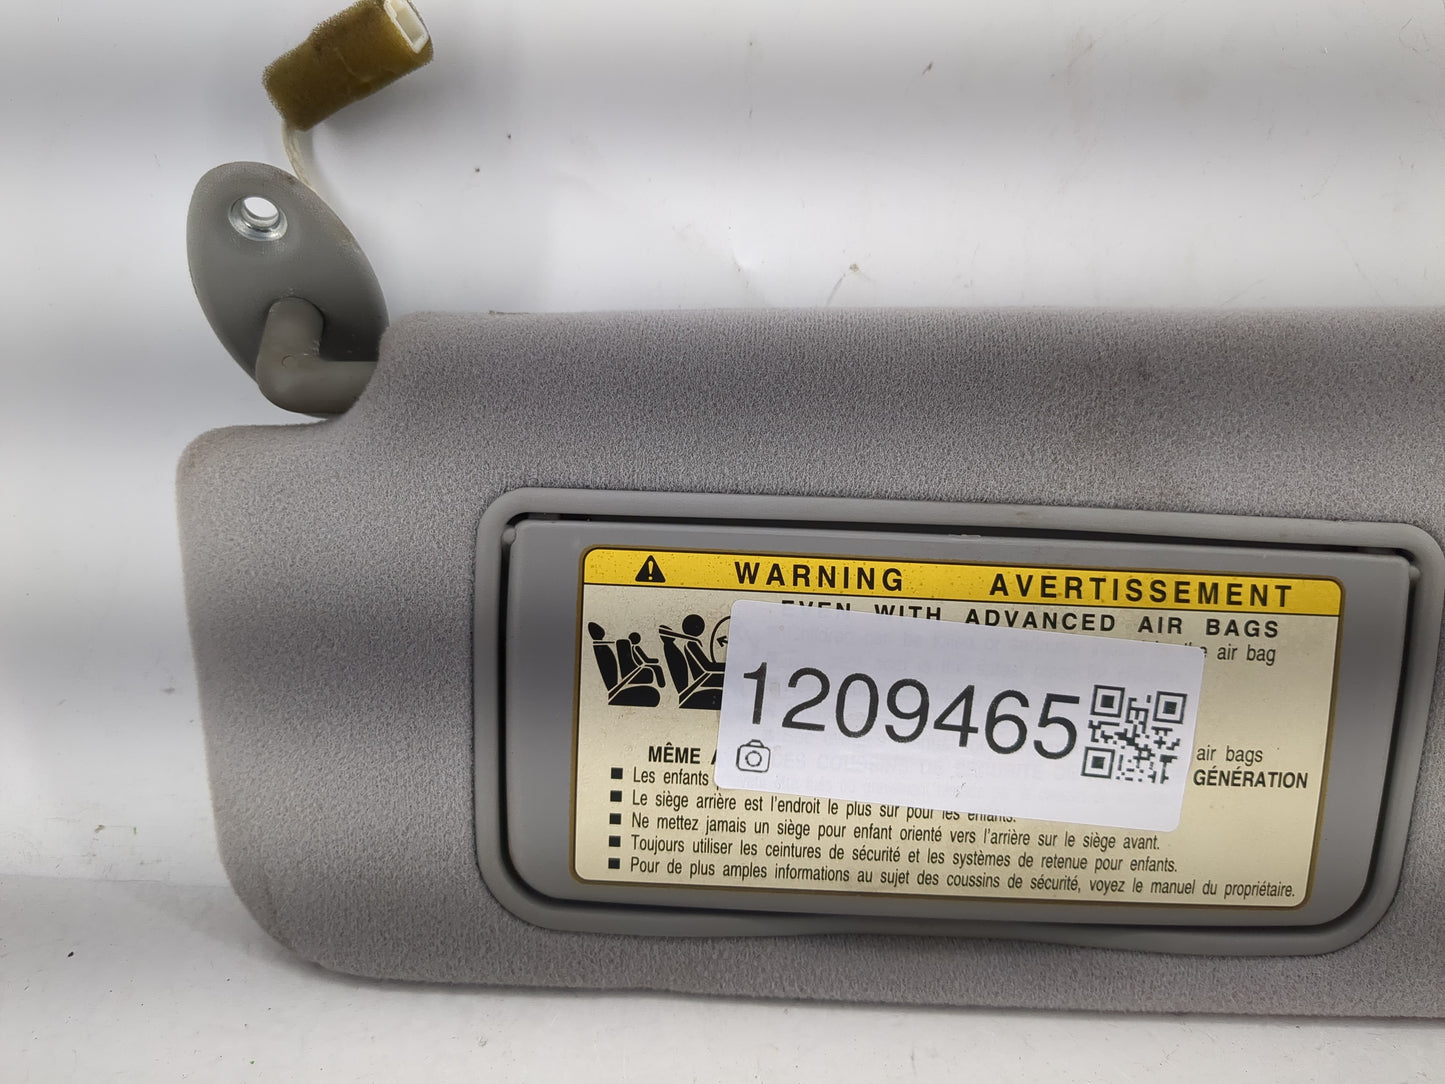 WARNING AVERTISSEMENT
EVEN WITH ADVANCED AIR BAGS
the air bag
1209465
air bags
MÊME A
GÉNÉRATION
■ Les enfants p
■ Le siège arrière est l'endroit le plus sur pour les enfants.
■ Ne mettez jamais un siège pour enfant orienté vers l'arrière sur le siège avant.
■ Toujours utiliser les ceintures de sécurité et les systèmes de retenue pour enfants.
■ Pour de plus amples informations au sujet des coussins de sécurité, voyez le manuel du propriétaire.